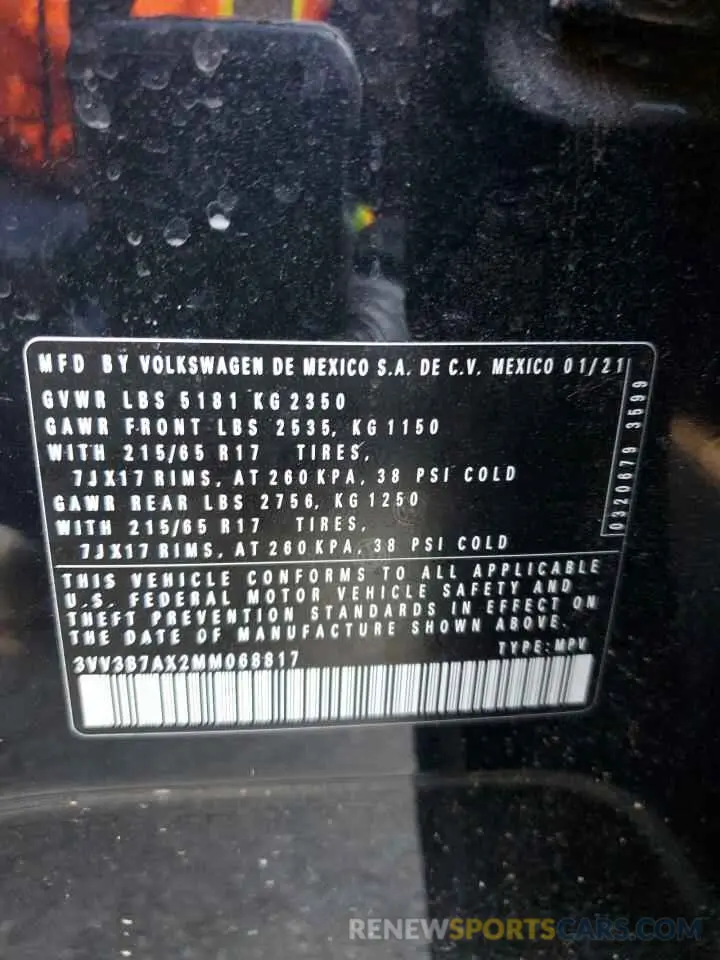 MFD BY VOLKSWAGEN DE MEXICO S.A. DE C.V. MEXICO 01/21
GVWR LBS 5181 KG 2350
GAWR FRONT LBS 2535, KG 1150
WITH 215/65 R17 TIRES,
7JX17 RIMS, AT 260 KPA, 38 PSI COLD
GAWR REAR LBS 2756, KG 1250
WITH 215/65 R17 TIRES,
7JX17 RIMS, AT 260 KPA, 38 PSI COLD
0320679 3599
THIS VEHICLE CONFORMS TO ALL APPLICABLE
U.S. FEDERAL MOTOR VEHICLE SAFETY AND
THEFT PREVENTION STANDARDS IN EFFECT ON
THE DATE OF MANUFACTURE SHOWN ABOVE.
3VV3B7AX2MM068817 TYPE: MPV
RENEWSPORTSCARS.COM